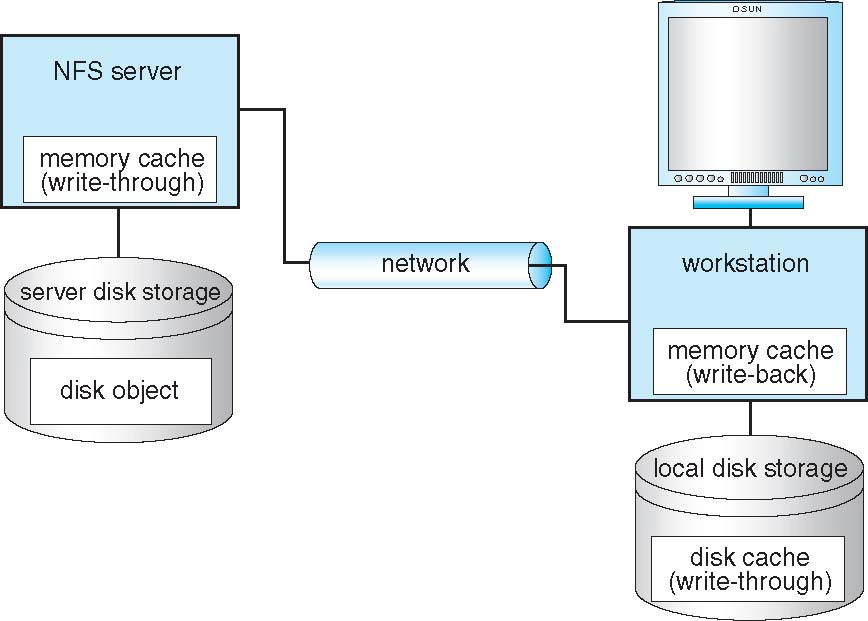 NFS server
memory cache
(write-through)
server disk storage
disk object
network
SUN
workstation
memory cache
(write-back)
local disk storage
disk cache
(write-through)